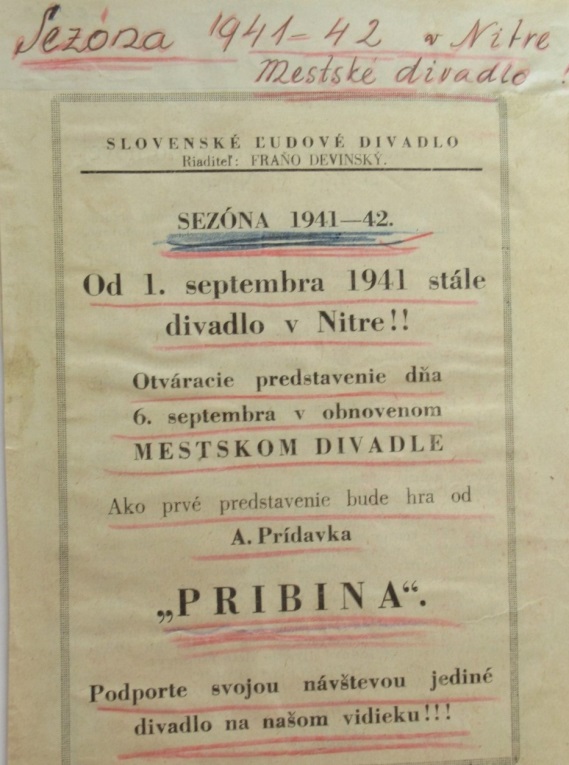 Sezóna 1941-42 v Nitre
Mestské divadlo!
SLOVENSKÉ ĽUDOVÉ DIVADLO
Riaditeľ: FRAŇO DEVINSKÝ.
SEZÓNA 1941—42.
Od 1. septembra 1941 stále
divadlo v Nitre!!
Otváracie predstavenie dňa
6. septembra v obnovenom
MESTSKOM DIVADLE
Ako prvé predstavenie bude hra od
A. Prídavka
„PRIBINA“.
Podporte svojou návštevou jediné
divadlo na našom vidieku!!!